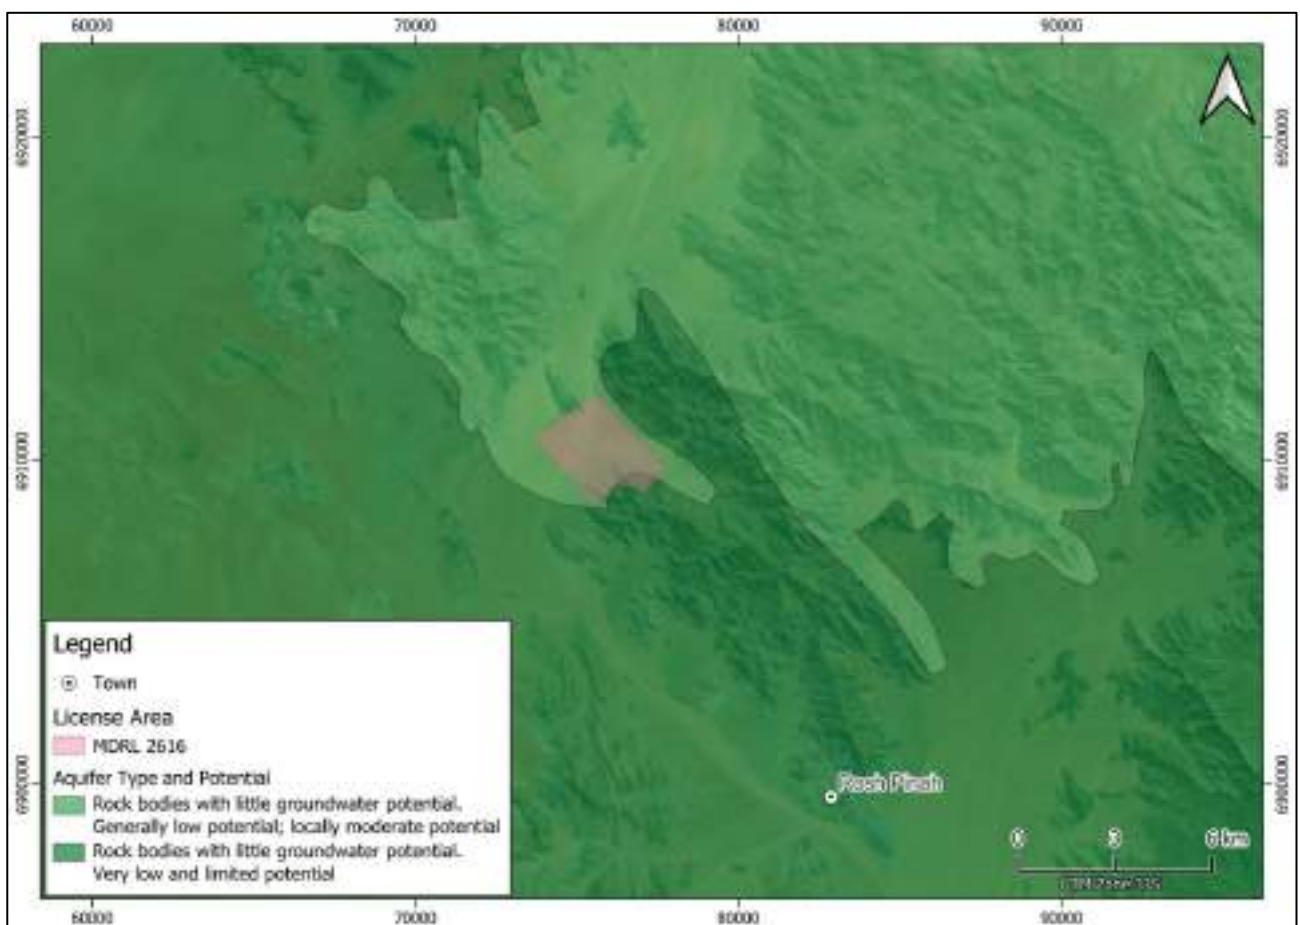 60000 70000 80000 90000
6920000 6920000
6910000 6910000
Legend
Town
License Area
MDRL 2616
Aquifer Type and Potential
Rock bodies with little groundwater potential.
Generally low potential; locally moderate potential
Rock bodies with little groundwater potential.
Very low and limited potential
6900000 6900000
Rosh Pinah
0 3 6 km
60000 70000 80000 90000